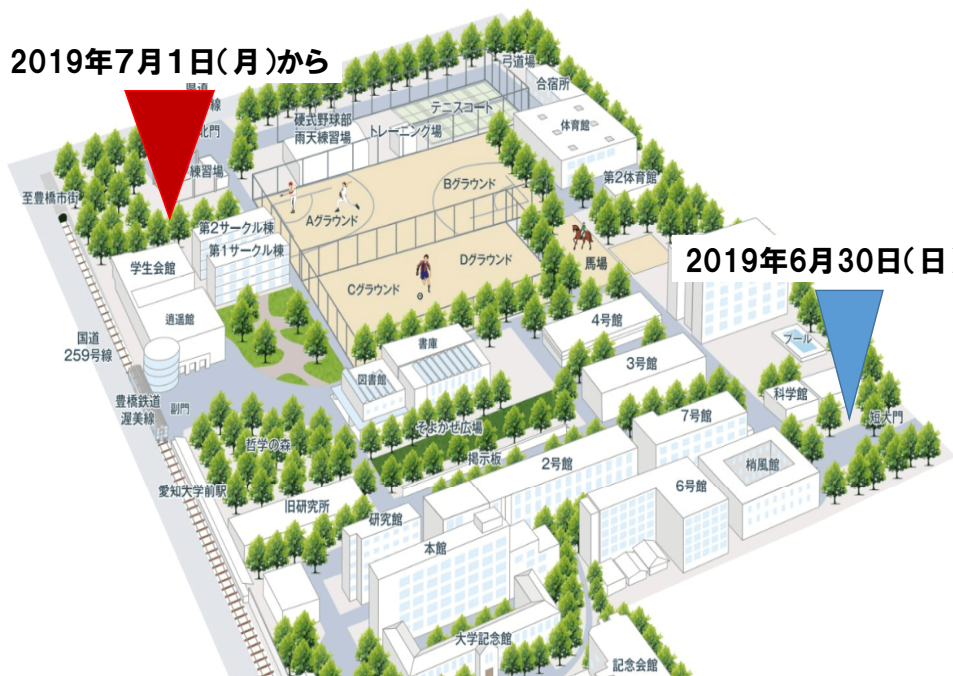 2019年7月1日(月)から
弓道場
合宿所
県道
線
テニスコート
硬式野球部
雨天練習場
トレーニング場
体育館
北門
練習場
Bグラウンド
第2体育館
至豊橋市街
Aグラウンド
第2サークル棟
第1サークル棟
Dグラウンド
馬場
2019年6月30日(日
学生会館
Cグラウンド
逍遥館
4号館
プール
国道
259号線
書庫
3号館
図書館
科学館
豊橋鉄道
渥美線
副門
7号館
短大門
そよかぜ広場
哲学の森
掲示板
2号館
梢風館
愛知大学前駅
6号館
旧研究所
研究館
本館
大学記念館
記念会館